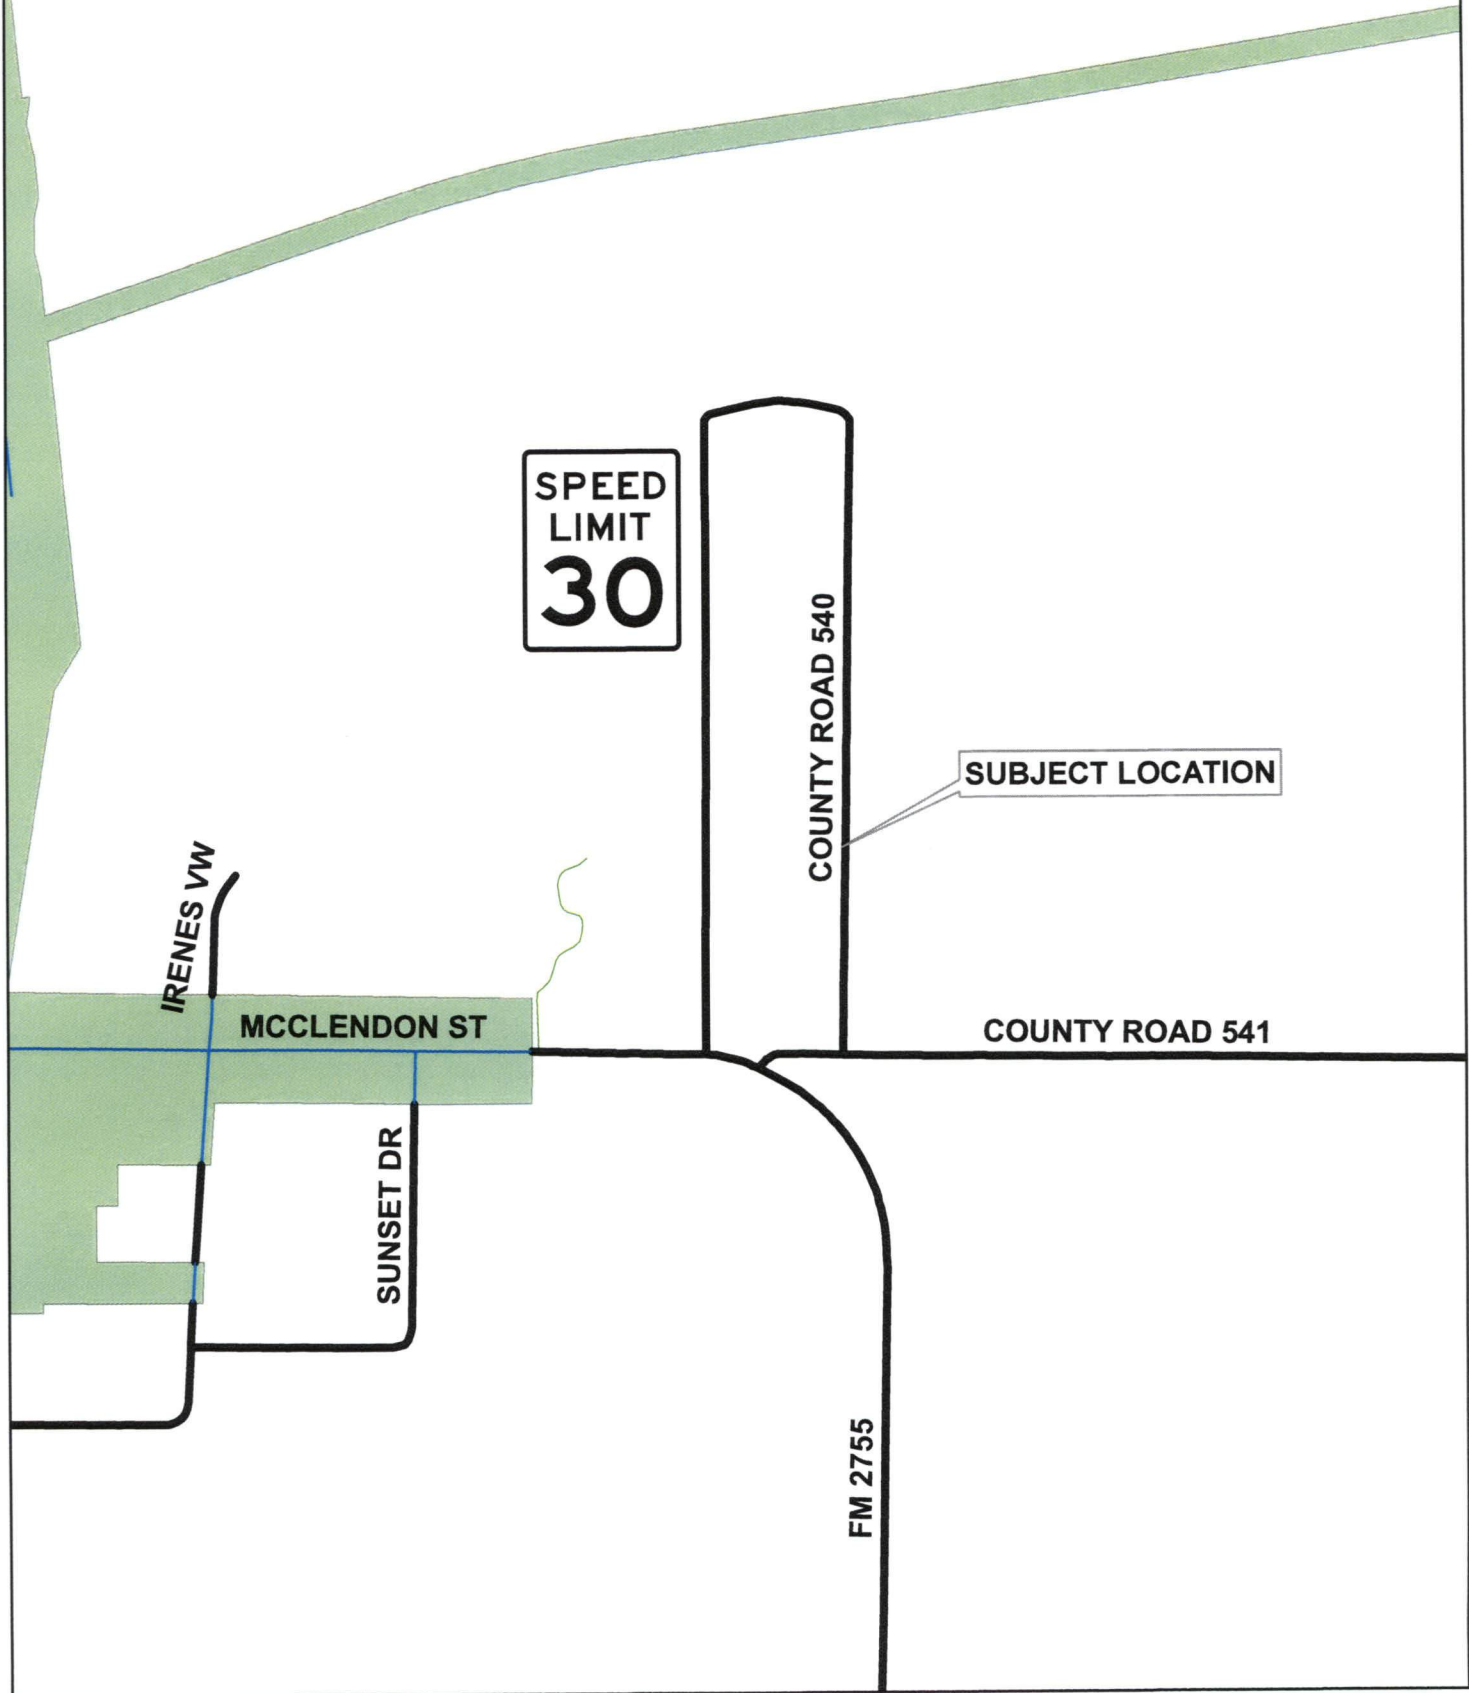 SPEED
LIMIT
30
COUNTY ROAD 540
SUBJECT LOCATION
IRENES VW
MCCLENDON ST
COUNTY ROAD 541
SUNSET DR
FM 2755